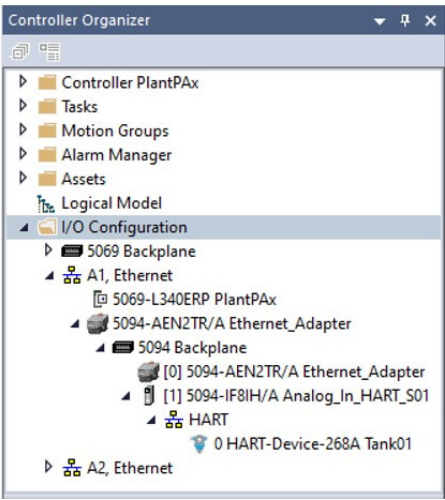 Controller Organizer
Controller PlantPAx
Tasks
Motion Groups
Alarm Manager
Assets
Logical Model
I/O Configuration
5069 Backplane
A1, Ethernet
5069-L340ERP PlantPAx
5094-AEN2TR/A Ethernet_Adapter
5094 Backplane
[0] 5094-AEN2TR/A Ethernet_Adapter
[1] 5094-IF8IH/A Analog_In_HART_S01
HART
0 HART-Device-268A Tank01
A2, Ethernet